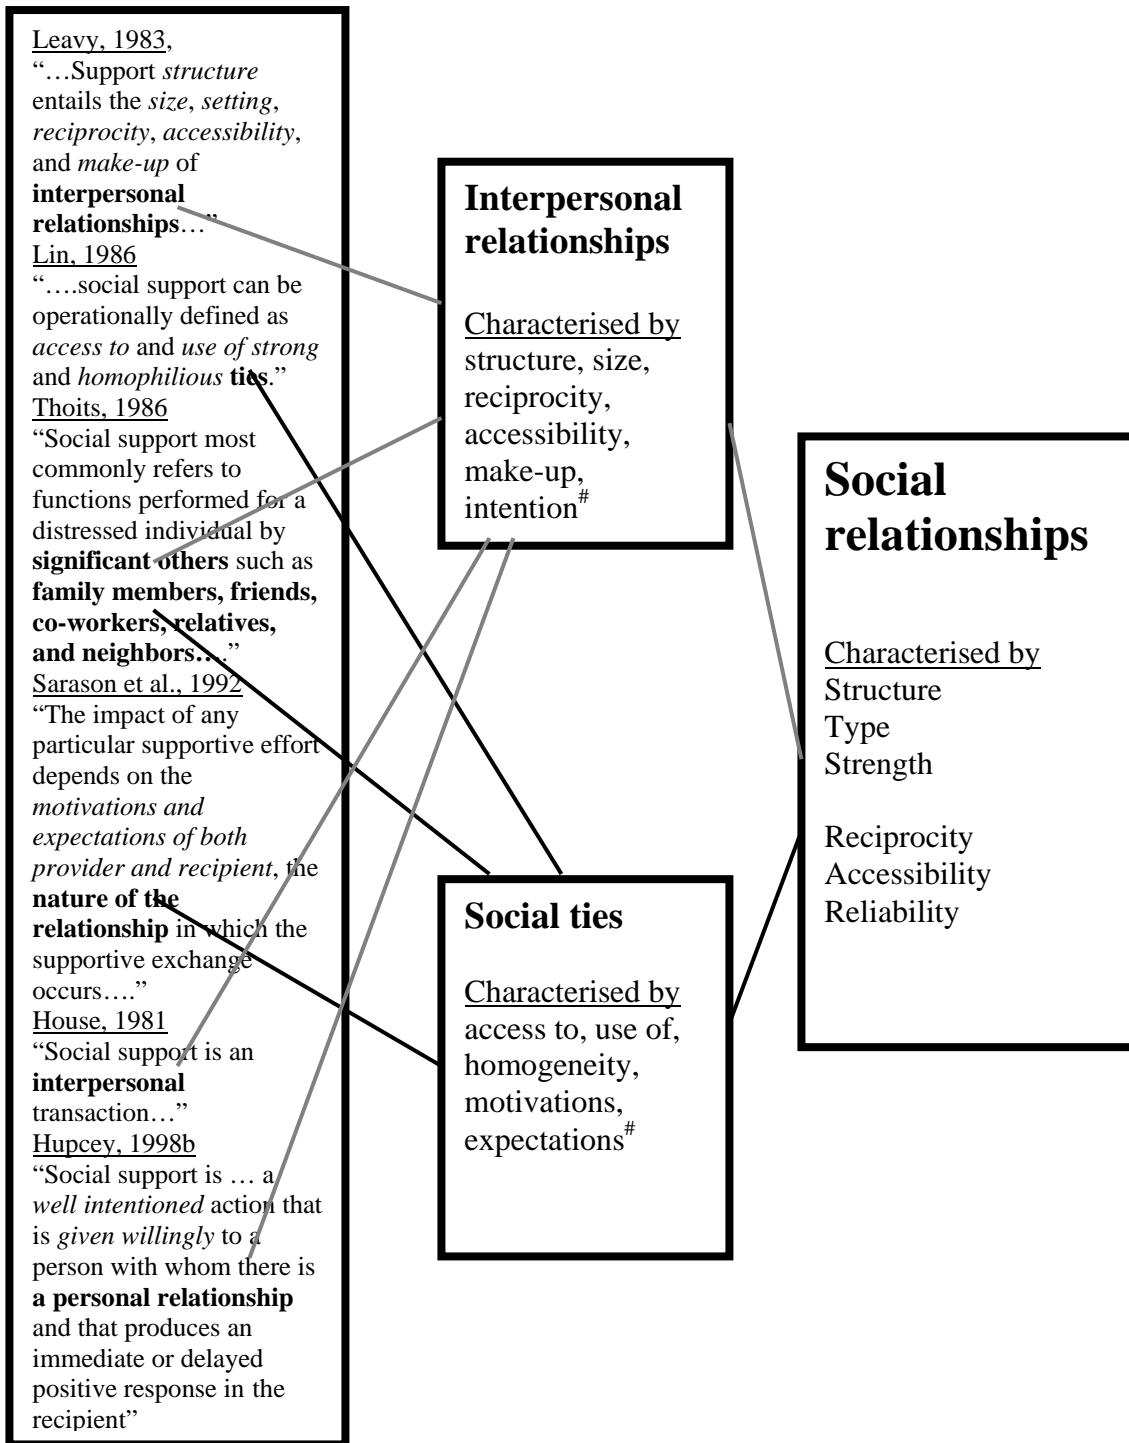 Leavy, 1983,
“…Support structure
entails the size, setting,
reciprocity, accessibility,
and make-up of
interpersonal
relationships…”
Lin, 1986
“….social support can be
operationally defined as
access to and use of strong
and homophilious ties.”
Thoits, 1986
“Social support most
commonly refers to
functions performed for a
distressed individual by
significant others such as
family members, friends,
co-workers, relatives,
and neighbors….”
Sarason et al., 1992
“The impact of any
particular supportive effort
depends on the
motivations and
expectations of both
provider and recipient, the
nature of the
relationship in which the
supportive exchange
occurs….”
House, 1981
“Social support is an
interpersonal
transaction…”
Hupcey, 1998b
“Social support is … a
well intentioned action that
is given willingly to a
person with whom there is
a personal relationship
and that produces an
immediate or delayed
positive response in the
recipient”
Interpersonal
relationships
Characterised by
structure, size,
reciprocity,
accessibility,
make-up,
intention#
Social ties
Characterised by
access to, use of,
homogeneity,
motivations,
expectations#
Social
relationships
Characterised by
Structure
Type
Strength
Reciprocity
Accessibility
Reliability